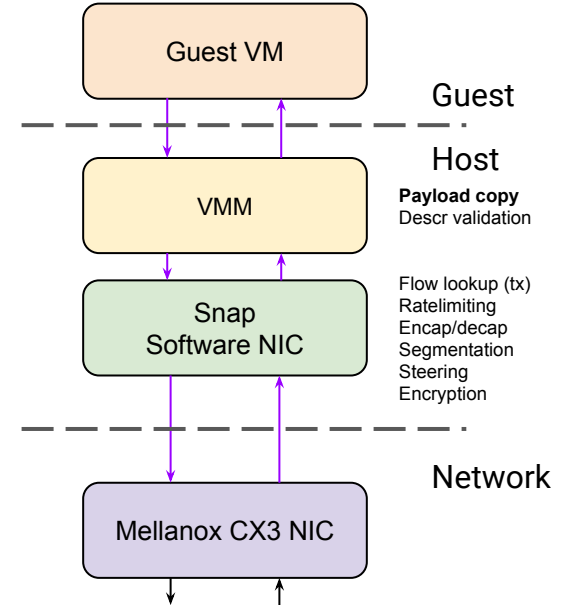 Guest VM
Guest
Host
VMM
Payload copy
Descr validation
Snap
Software NIC
Flow lookup (tx)
Ratelimiting
Encap/decap
Segmentation
Steering
Encryption
Network
Mellanox CX3 NIC